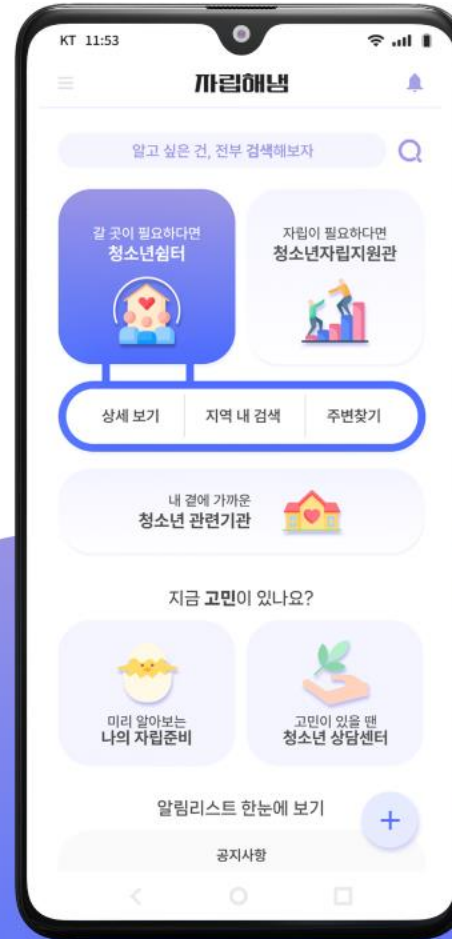 KT 11:53
자립해냄
알고 싶은 건, 전부 검색해보자
갈 곳이 필요하다면
청소년쉼터
자립이 필요하다면
청소년자립지원관
상세 보기
지역 내 검색
주변찾기
내 곁에 가까운
청소년 관련기관
지금 고민이 있나요?
미리 알아보는
나의 자립준비
고민이 있을 땐
청소년 상담센터
알림리스트 한눈에 보기
+
공지사항